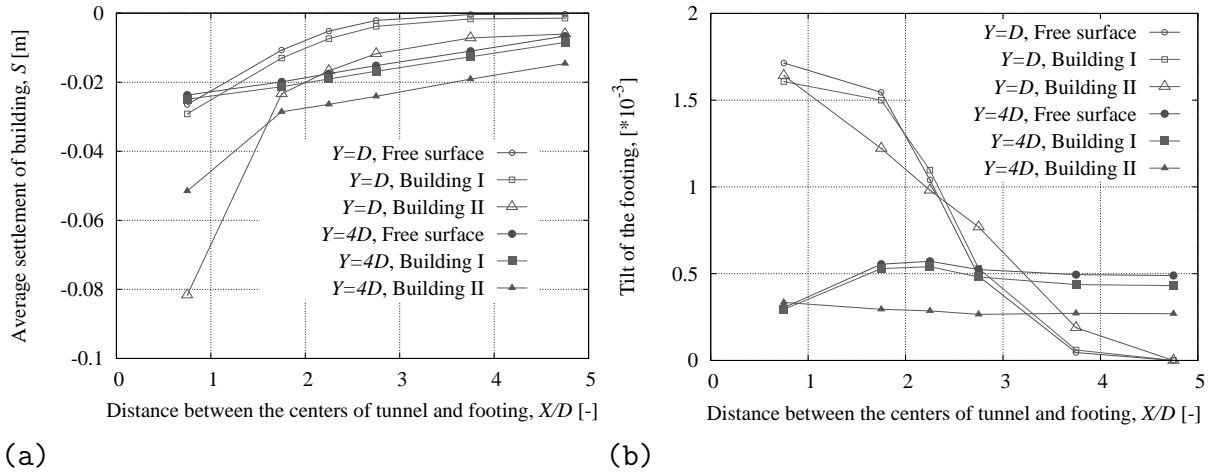 0
-0.02
-0.04
-0.06
-0.08
-0.1
0 1 2 3 4 5
Average settlement of building, S [m]
Distance between the centers of tunnel and footing, X/D [-]
Y=D, Free surface
Y=D, Building I
Y=D, Building II
Y=4D, Free surface
Y=4D, Building I
Y=4D, Building II
(a)
2
1.5
1
0.5
0
0 1 2 3 4 5
Tilt of the footing, [*10-3]
Distance between the centers of tunnel and footing, X/D [-]
Y=D, Free surface
Y=D, Building I
Y=D, Building II
Y=4D, Free surface
Y=4D, Building I
Y=4D, Building II
(b)